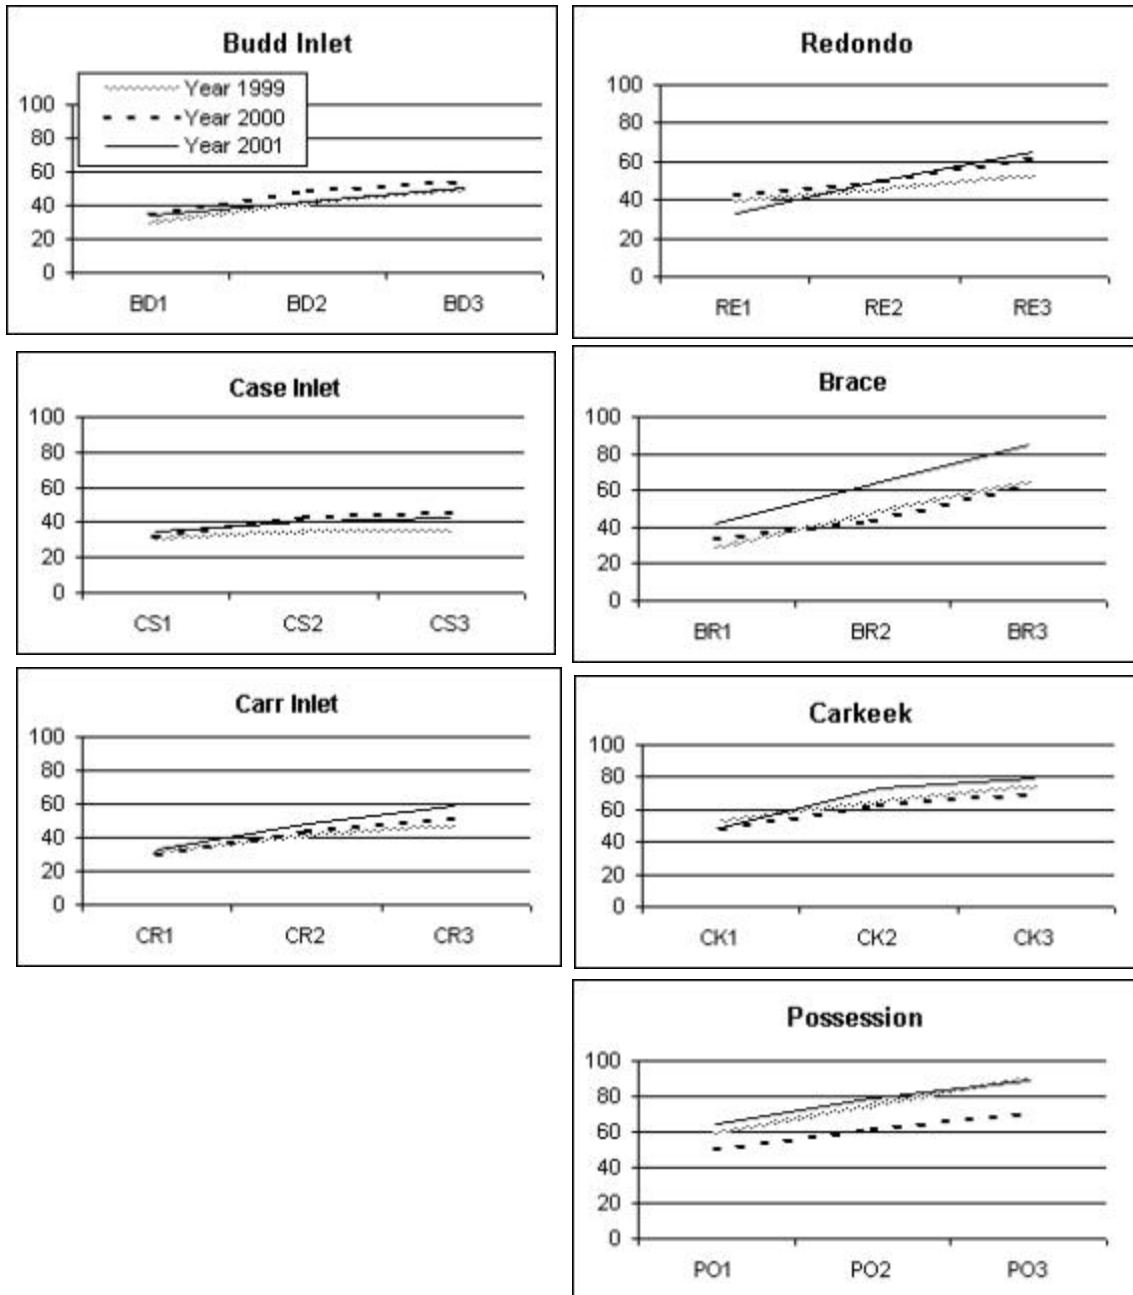 Budd Inlet
Year 1999
Year 2000
Year 2001
100
80
60
40
20
0
BD1 BD2 BD3
Redondo
100
80
60
40
20
0
RE1 RE2 RE3
Case Inlet
100
80
60
40
20
0
CS1 CS2 CS3
Brace
100
80
60
40
20
0
BR1 BR2 BR3
Carr Inlet
100
80
60
40
20
0
CR1 CR2 CR3
Carkeek
100
80
60
40
20
0
CK1 CK2 CK3
Possession
100
80
60
40
20
0
PO1 PO2 PO3